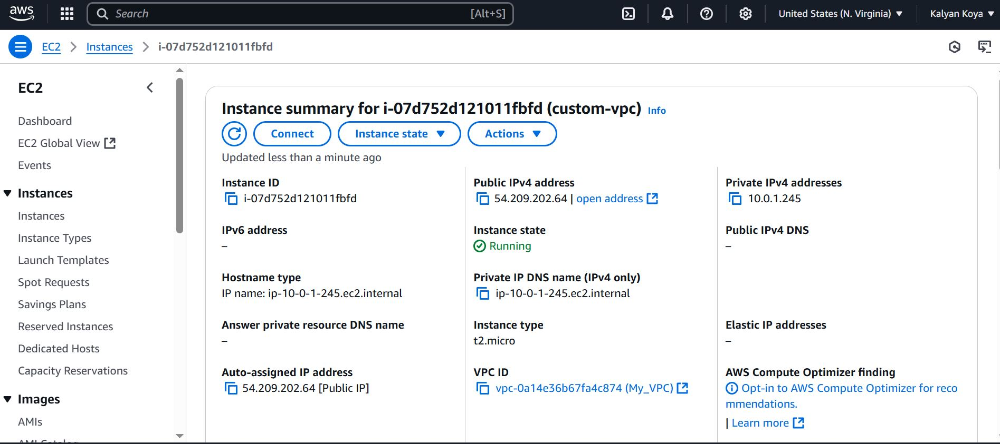 aws
Search [Alt+S]
United States (N. Virginia)
Kalyan Koya
EC2 > Instances > i-07d752d121011fbfd
EC2
Dashboard
EC2 Global View
Events
Instances
Instances
Instance Types
Launch Templates
Spot Requests
Savings Plans
Reserved Instances
Dedicated Hosts
Capacity Reservations
Images
AMIs
AMI Catalog
Instance summary for i-07d752d121011fbfd (custom-vpc) Info
Connect
Instance state
Actions
Updated less than a minute ago
Instance ID
i-07d752d121011fbfd
Public IPv4 address
54.209.202.64 | open address
Private IPv4 addresses
10.0.1.245
IPv6 address
–
Instance state
Running
Public IPv4 DNS
–
Hostname type
IP name: ip-10-0-1-245.ec2.internal
Private IP DNS name (IPv4 only)
ip-10-0-1-245.ec2.internal
Answer private resource DNS name
–
Instance type
t2.micro
Elastic IP addresses
–
Auto-assigned IP address
54.209.202.64 [Public IP]
VPC ID
vpc-0a14e36b67fa4c874 (My_VPC)
AWS Compute Optimizer finding
Opt-in to AWS Compute Optimizer for reco
mmendations.
| Learn more